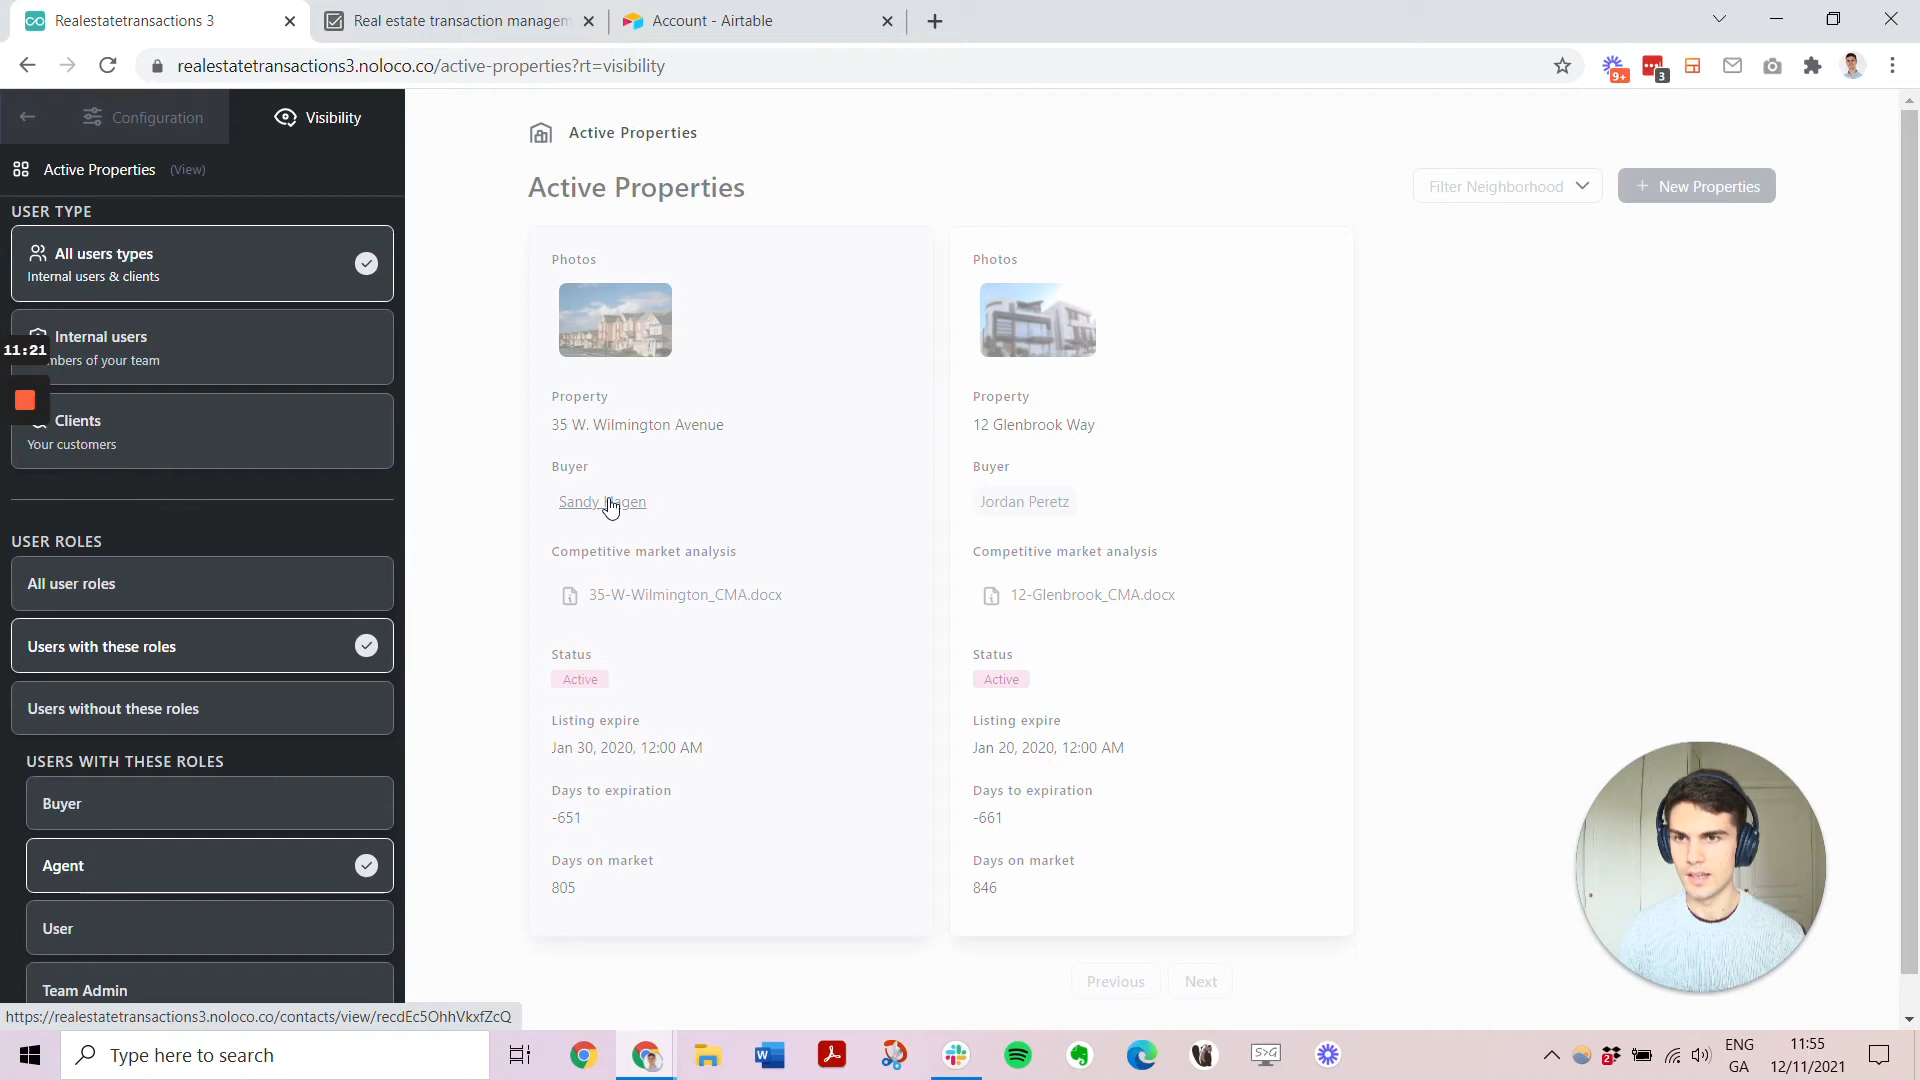 Realestatetransactions 3
Real estate transaction managem
Account - Airtable
realestatetransactions3.noloco.co/active-properties?rt=visibility
9+
3
Configuration
Visibility
Active Properties (View)
USER TYPE
All users types
Internal users & clients
Internal users
mbers of your team
11:21
Clients
Your customers
USER ROLES
All user roles
Users with these roles
Users without these roles
USERS WITH THESE ROLES
Buyer
Agent
User
Team Admin
https://realestatetransactions3.noloco.co/contacts/view/recdEc5OhhVkxfZcQ
Active Properties
Active Properties
Filter Neighborhood
+ New Properties
Photos
Property
35 W. Wilmington Avenue
Buyer
Sandy Hagen
Competitive market analysis
35-W-Wilmington_CMA.docx
Status
Active
Listing expire
Jan 30, 2020, 12:00 AM
Days to expiration
-651
Days on market
805
Photos
Property
12 Glenbrook Way
Buyer
Jordan Peretz
Competitive market analysis
12-Glenbrook_CMA.docx
Status
Active
Listing expire
Jan 20, 2020, 12:00 AM
Days to expiration
-661
Days on market
846
Previous
Next
Type here to search
S>G
2
ENG
GA
11:55
12/11/2021